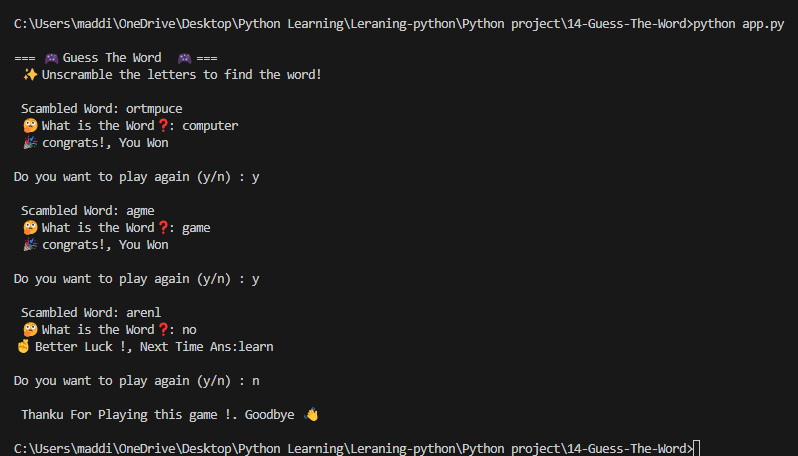 C:\Users\maddi\OneDrive\Desktop\Python Learning\Leraning-python\Python project\14-Guess-The-Word>python app.py
=== 🎮 Guess The Word 🎮 ===
✨ Unscramble the letters to find the word!
Scambled Word: ortmpuce
🤔 What is the Word❓: computer
🎉 congrats!, You Won
Do you want to play again (y/n) : y
Scambled Word: agme
🤔 What is the Word❓: game
🎉 congrats!, You Won
Do you want to play again (y/n) : y
Scambled Word: arenl
🤔 What is the Word❓: no
🤞 Better Luck !, Next Time Ans:learn
Do you want to play again (y/n) : n
Thanku For Playing this game !. Goodbye 👋
C:\Users\maddi\OneDrive\Desktop\Python Learning\Leraning-python\Python project\14-Guess-The-Word>